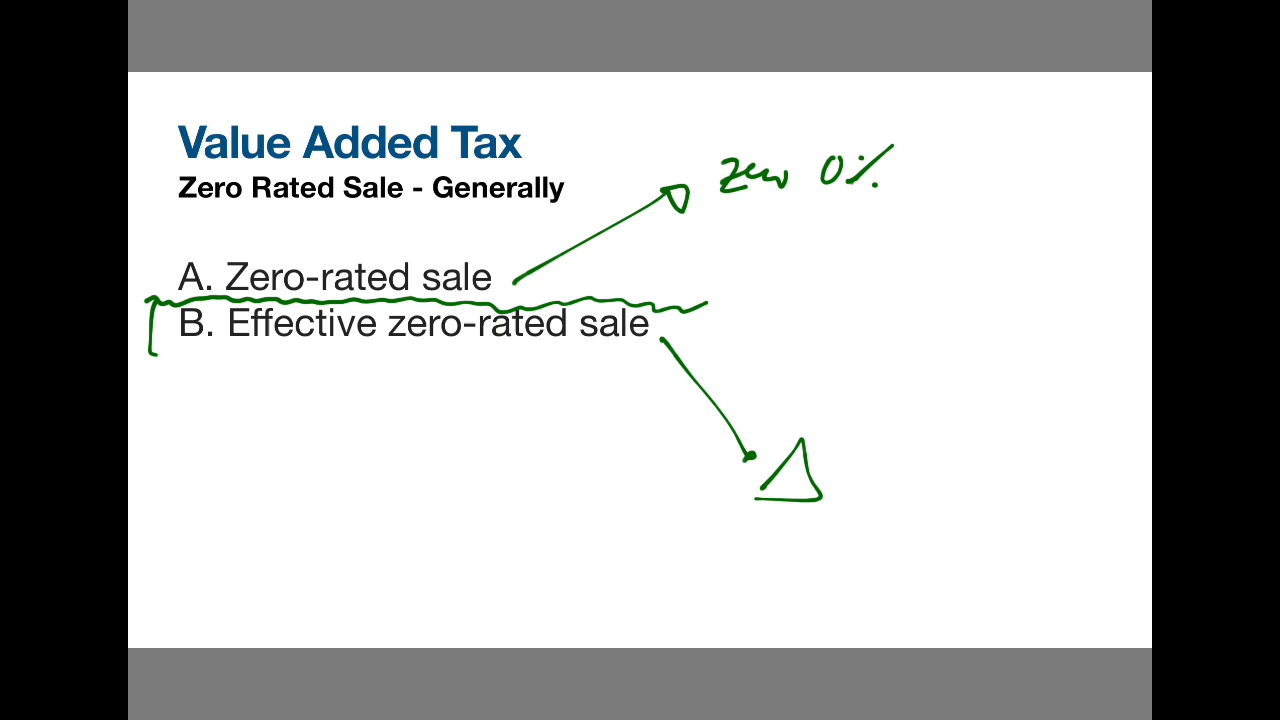 Value Added Tax
Zero Rated Sale - Generally
zero 0%
A. Zero-rated sale
B. Effective zero-rated sale